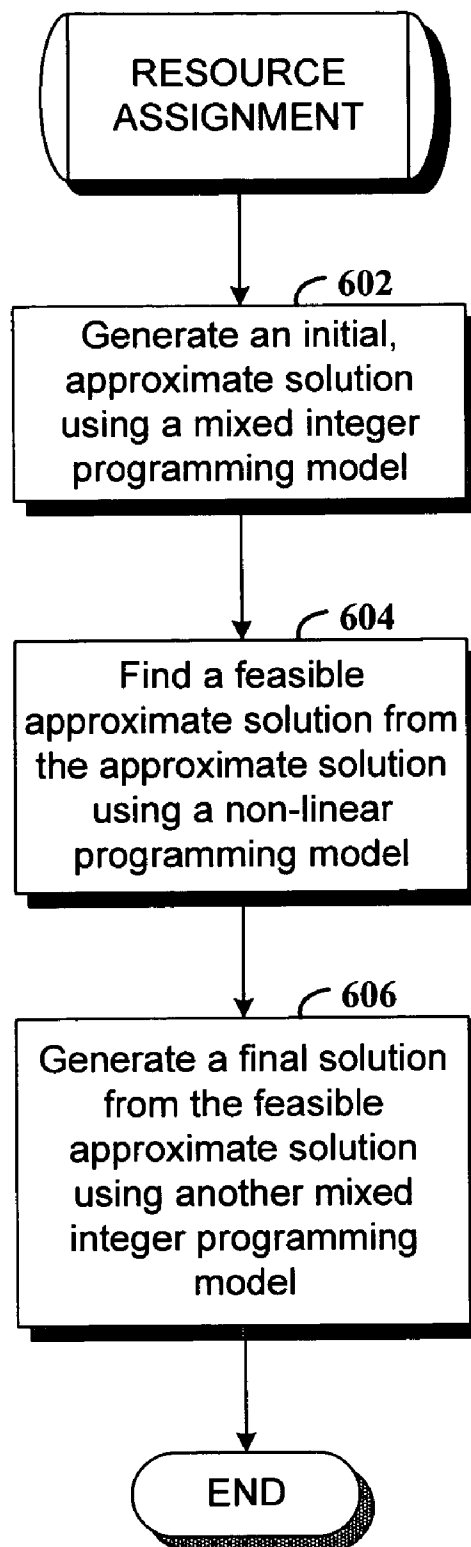 RESOURCE
ASSIGNMENT
602
Generate an initial,
approximate solution
using a mixed integer
programming model
604
Find a feasible
approximate solution from
the approximate solution
using a non-linear
programming model
606
Generate a final solution
from the feasible
approximate solution
using another mixed
integer programming
model
END